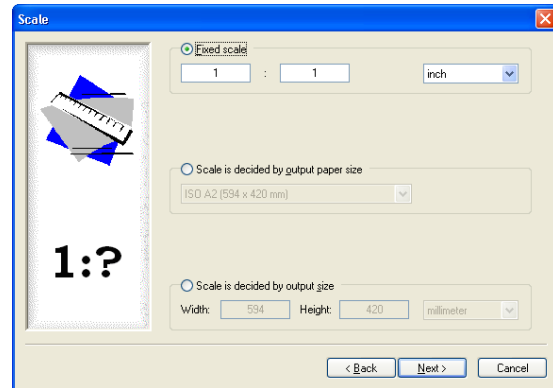 Scale
Fixed scale
1 : 1 inch
Scale is decided by output paper size
ISO A2 (594 x 420 mm)
1:?
Scale is decided by output size
Width: 594 Height: 420 millimeter
< Back Next > Cancel